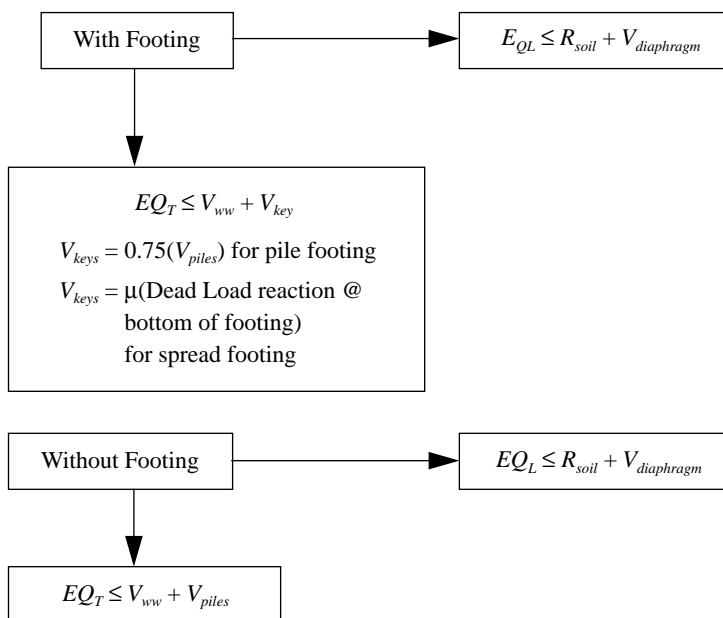 With Footing
E_QL ≤ R_soil + V_diaphragm
EQ_T ≤ V_ww + V_key
V_keys = 0.75(V_piles) for pile footing
V_keys = μ(Dead Load reaction @
bottom of footing)
for spread footing
Without Footing
EQ_L ≤ R_soil + V_diaphragm
EQ_T ≤ V_ww + V_piles